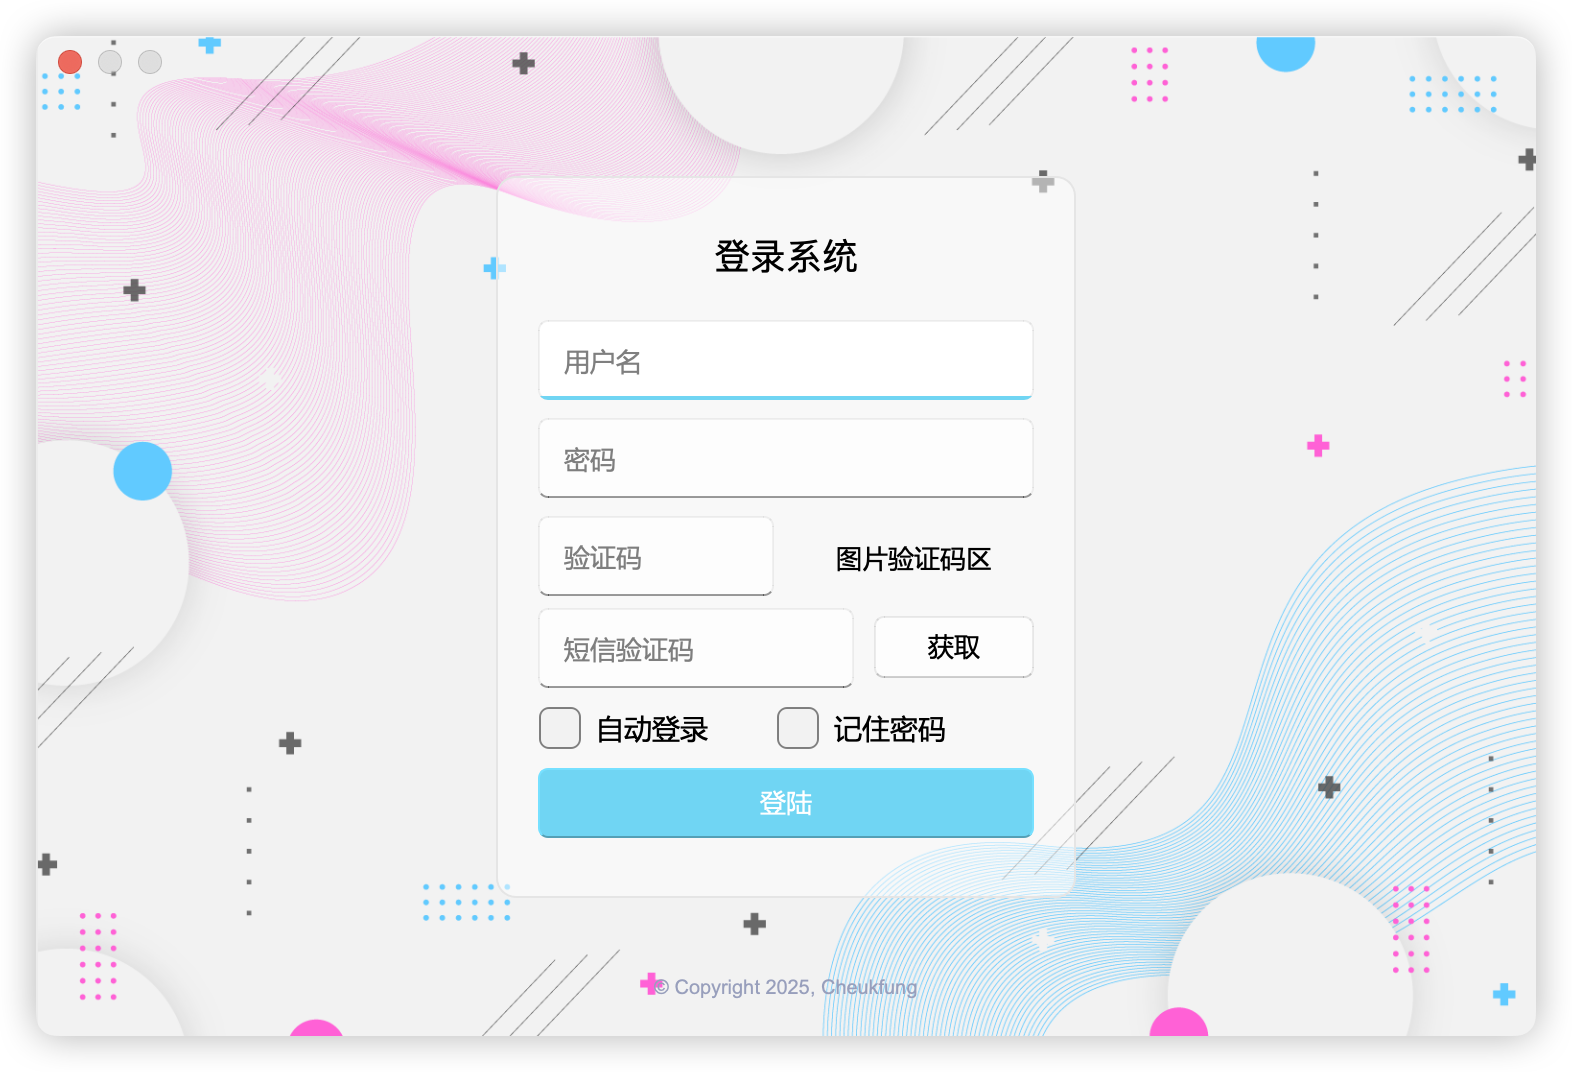 登录系统
用户名
密码
验证码 图片验证码区
短信验证码 获取
自动登录 记住密码
登陆
© Copyright 2025, Cheukfung